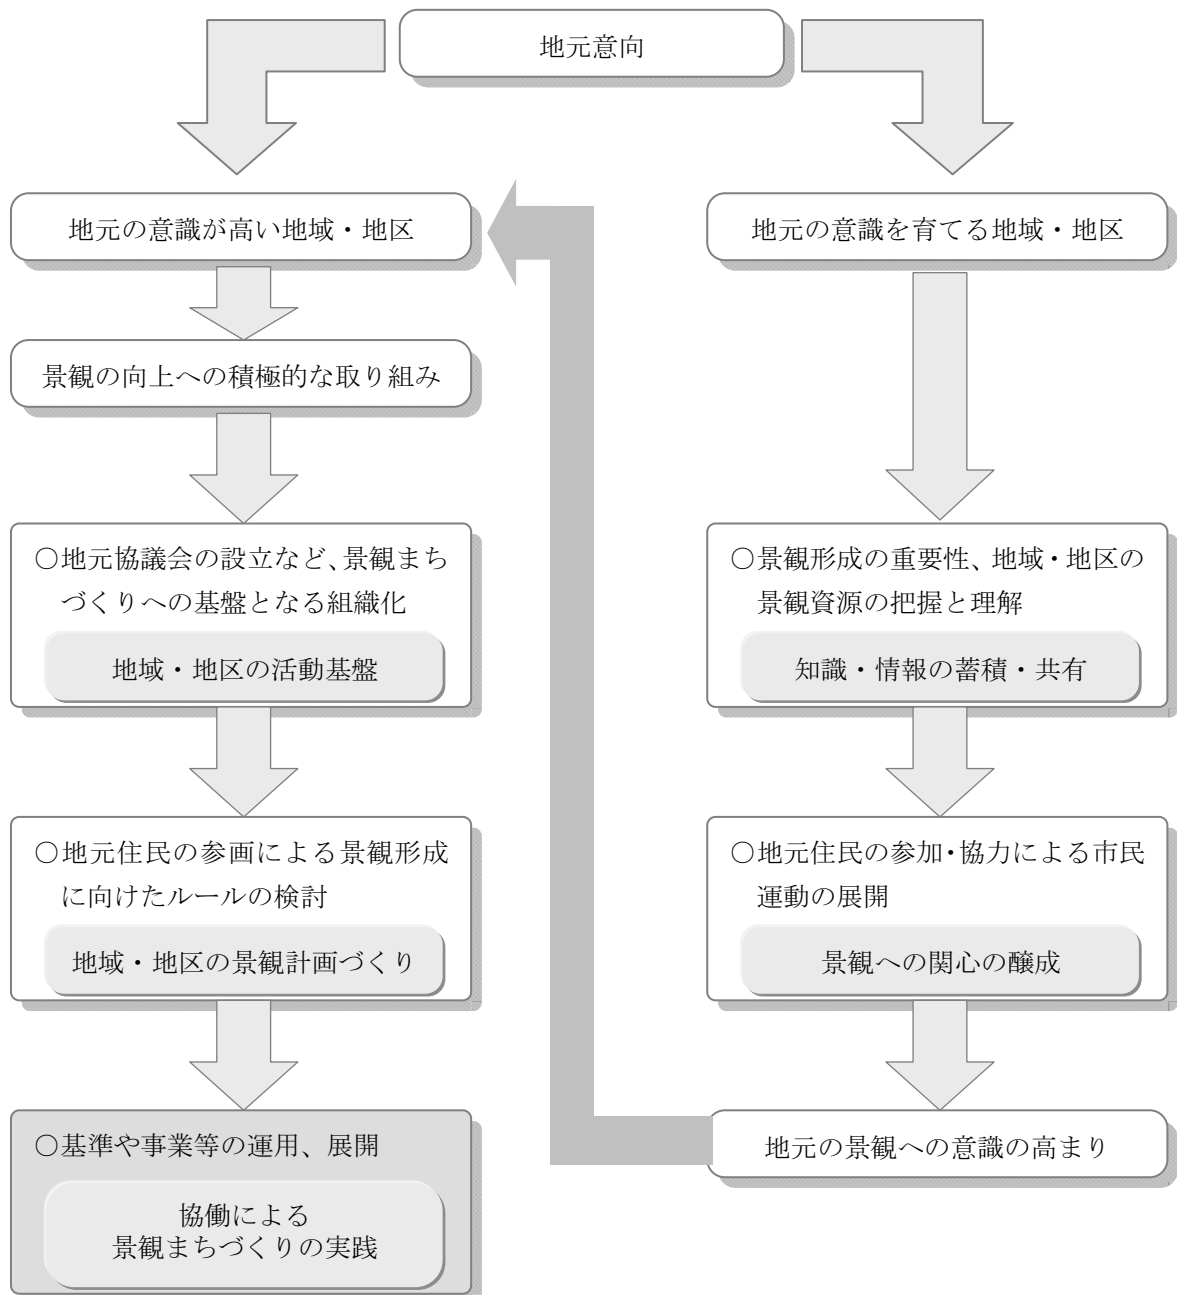 地元意向
地元の意識が高い地域・地区
景観の向上への積極的な取り組み
〇地元協議会の設立など、景観まち
づくりへの基盤となる組織化
地域・地区の活動基盤
〇地元住民の参画による景観形成
に向けたルールの検討
地域・地区の景観計画づくり
〇基準や事業等の運用、展開
協働による
景観まちづくりの実践
地元の意識を育てる地域・地区
〇景観形成の重要性、地域・地区の
景観資源の把握と理解
知識・情報の蓄積・共有
〇地元住民の参加・協力による市民
運動の展開
景観への関心の醸成
地元の景観への意識の高まり